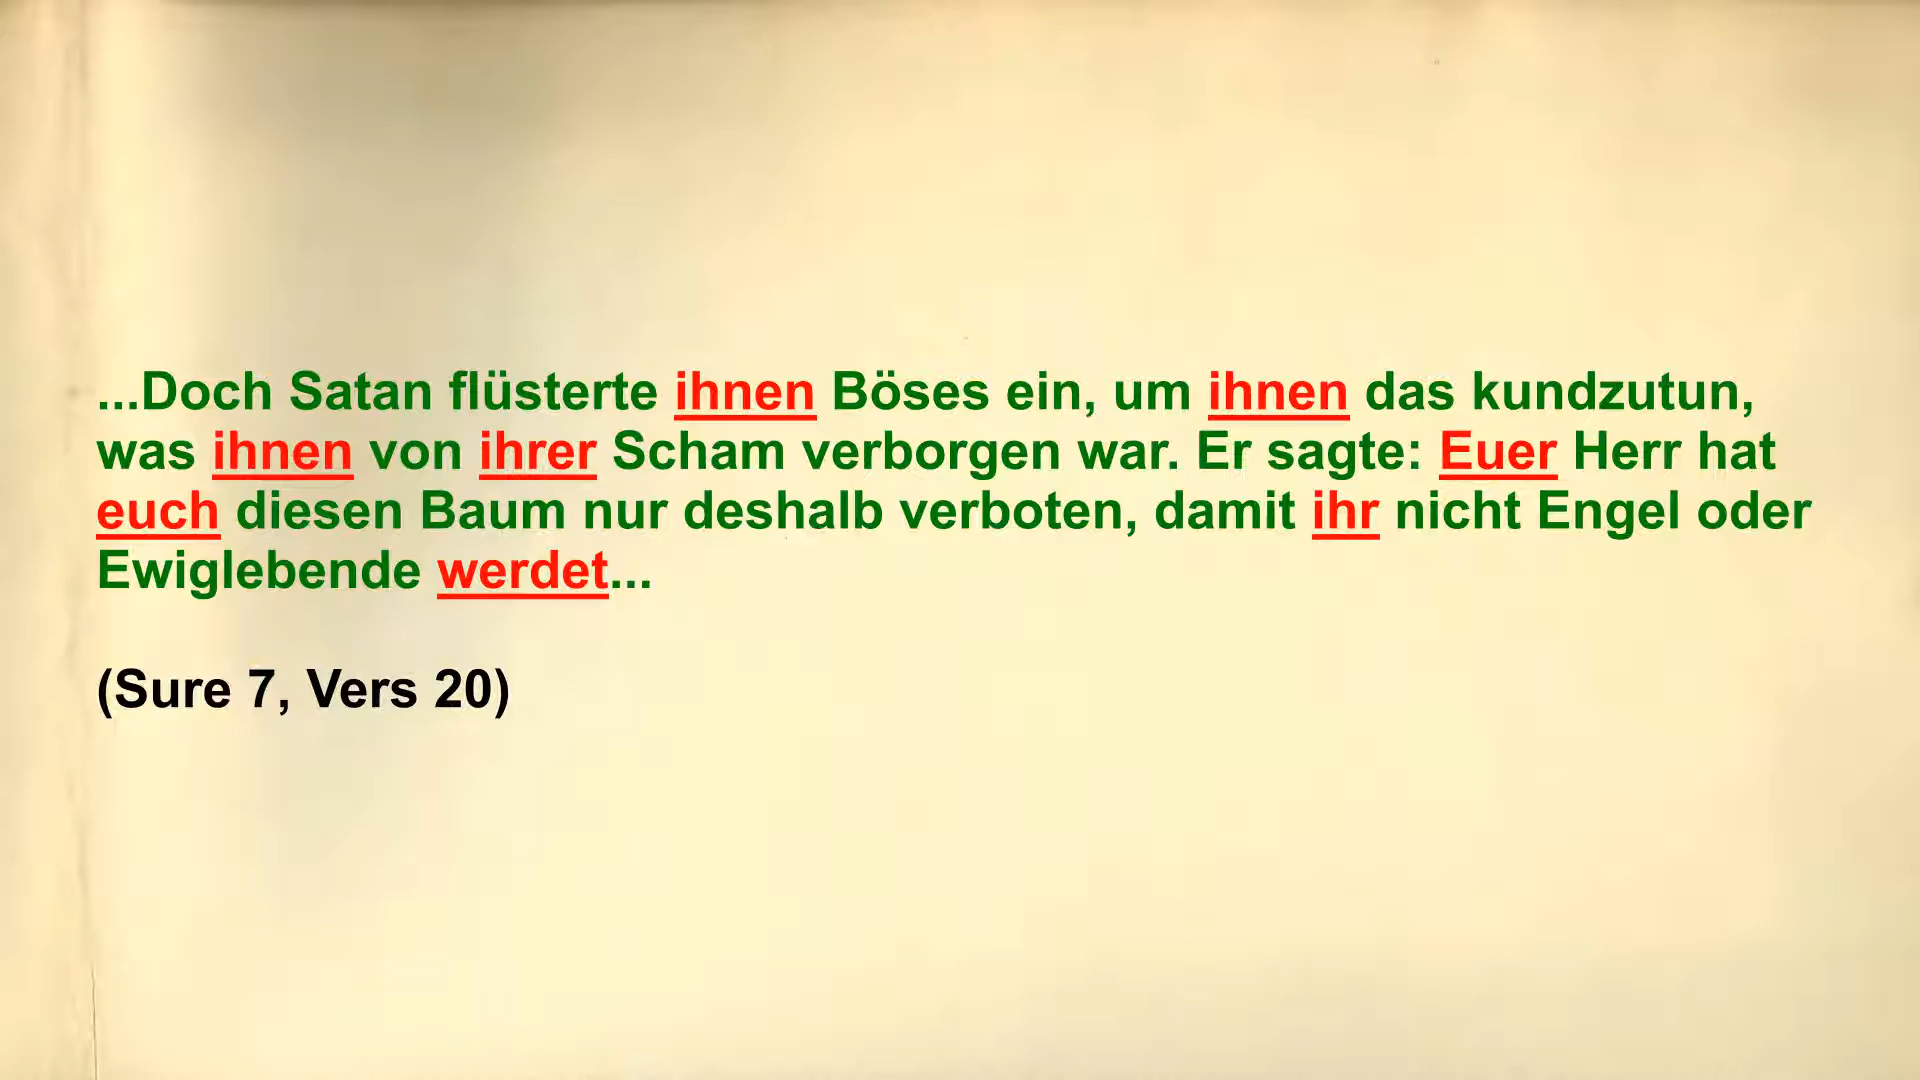 ...Doch Satan flüsterte ihnen Böses ein, um ihnen das kundzutun,
was ihnen von ihrer Scham verborgen war. Er sagte: Euer Herr hat
euch diesen Baum nur deshalb verboten, damit ihr nicht Engel oder
Ewiglebende werdet...
(Sure 7, Vers 20)